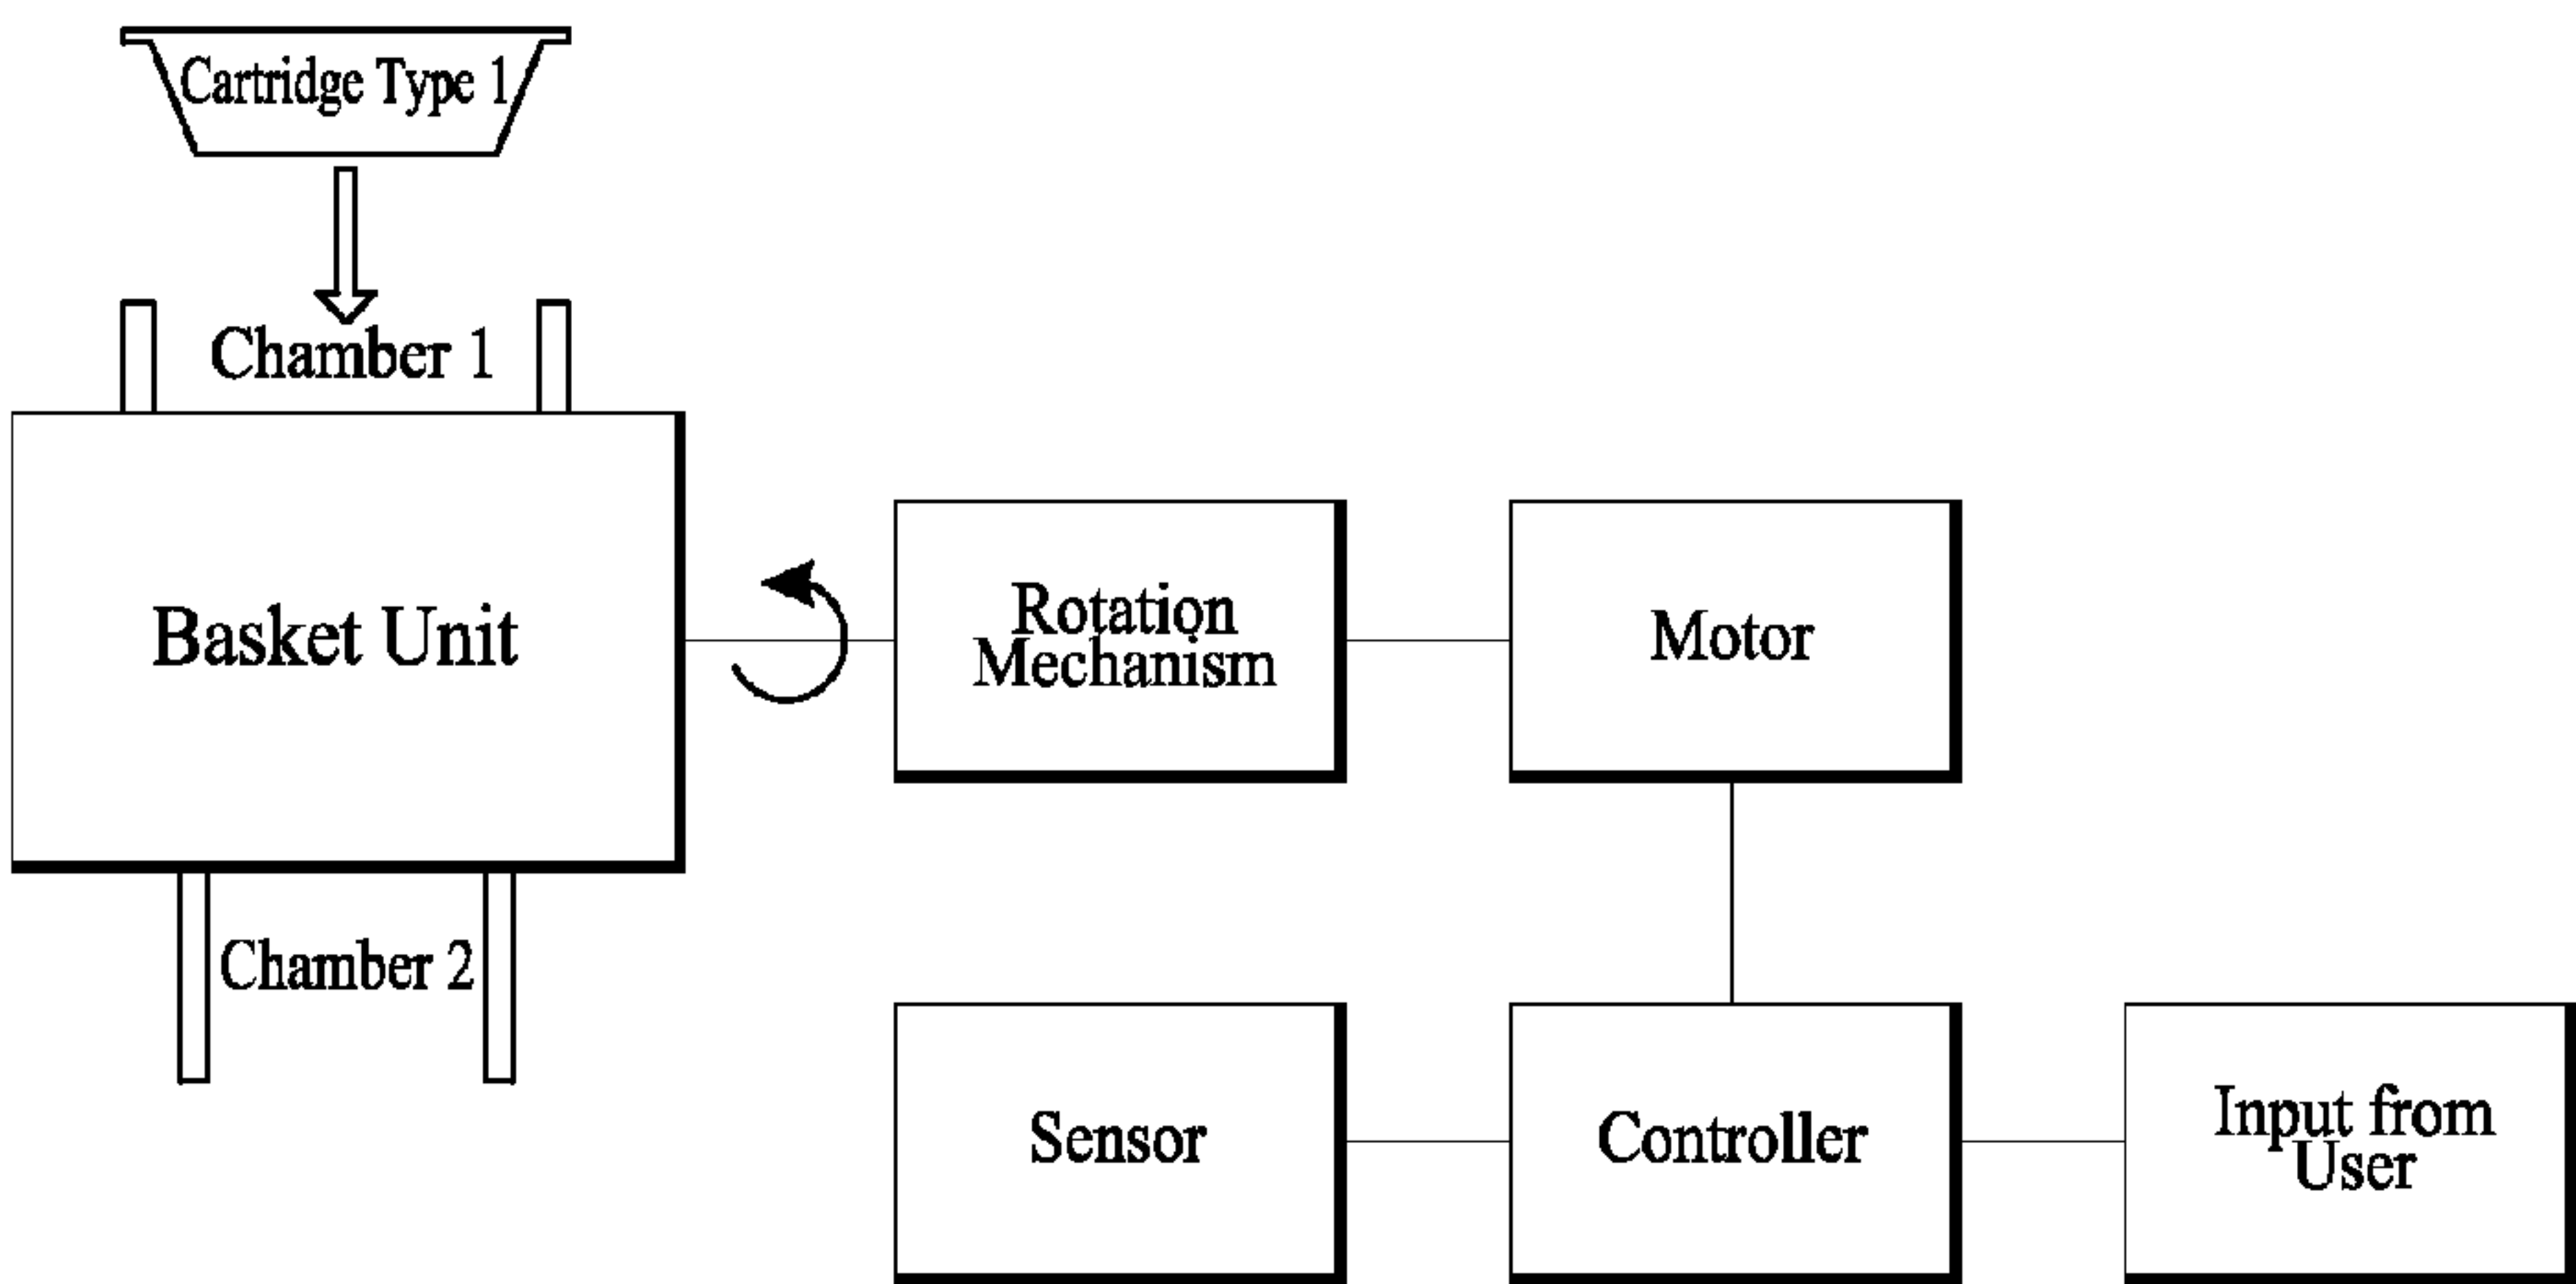 Cartridge Type 1
Chamber 1
Basket Unit
Rotation
Mechanism
Motor
Chamber 2
Sensor
Controller
Input from
User